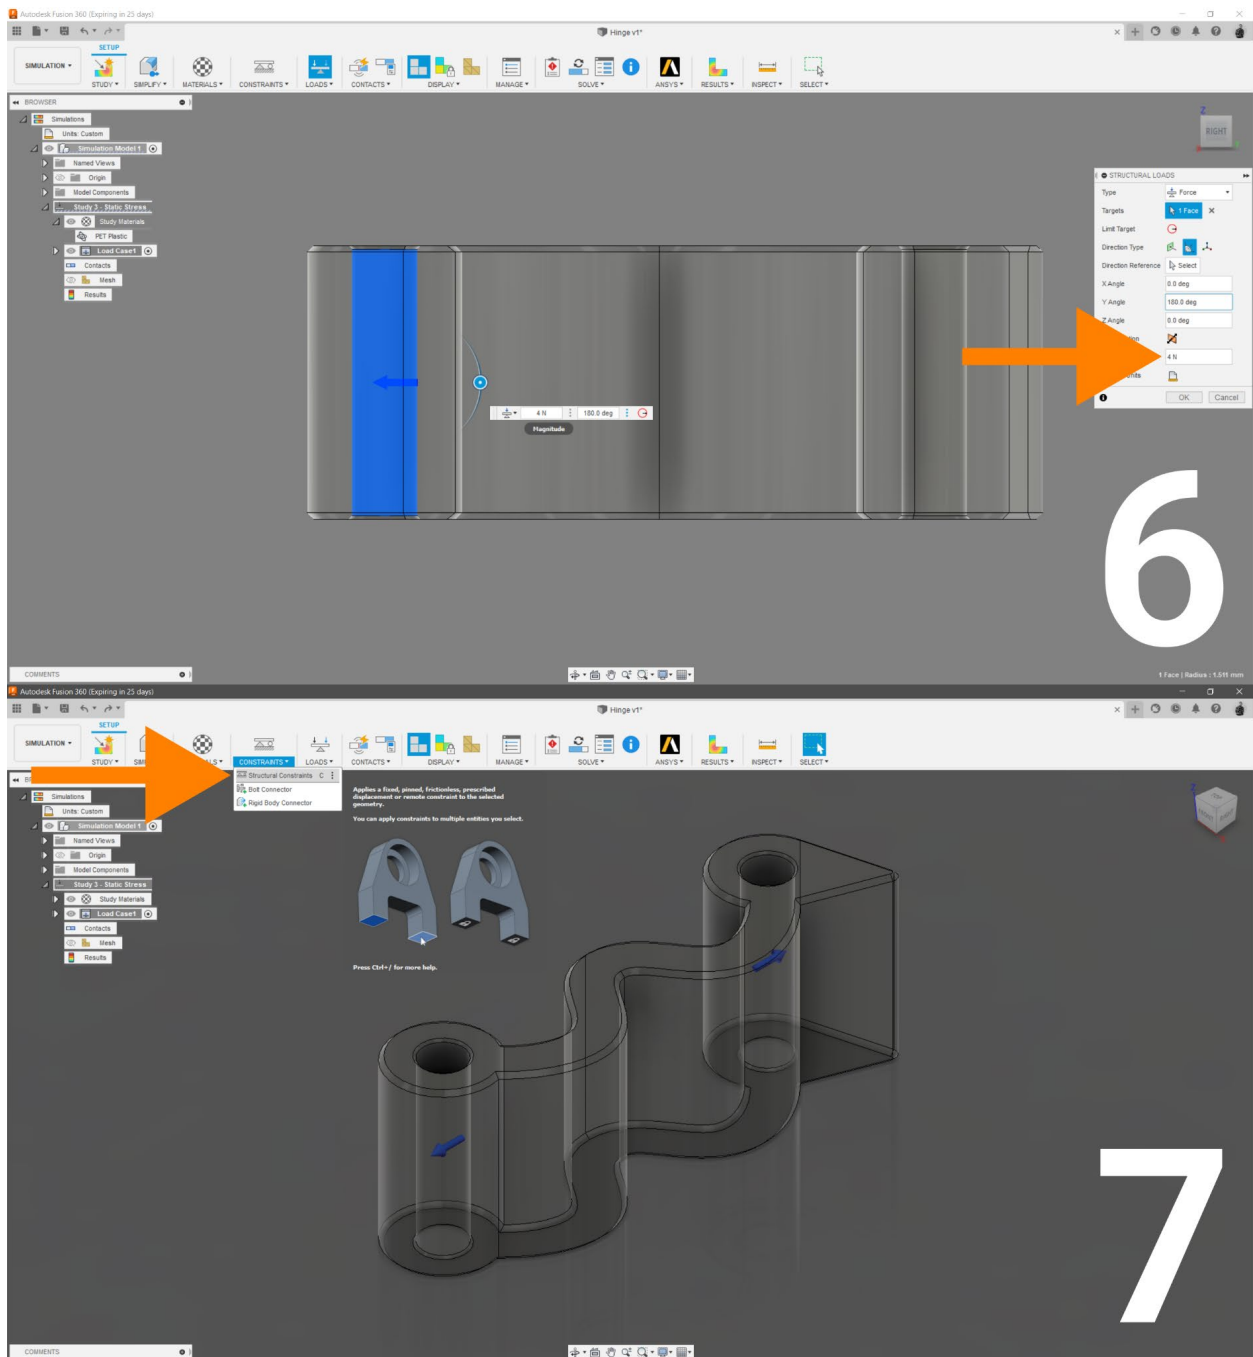 Autodesk Fusion 360 (Expiring in 25 days)
Hinge v1*
SETUP
SIMULATION
STUDY
SIMPLIFY
MATERIALS
CONSTRAINTS
LOADS
CONTACTS
DISPLAY
MANAGE
SOLVE
ANSYS
RESULTS
INSPECT
SELECT
BROWSER
Simulations
Units: Custom
Simulation Model 1
Named Views
Origin
Model Components
Study 3 - Static Stress
Study Materials
PET Plastic
Load Case1
Contacts
Mesh
Results
Z
RIGHT
STRUCTURAL LOADS
Type Force
Targets 1 Face
Limit Target
Direction Type
Direction Reference Select
X Angle 0.0 deg
Y Angle 180.0 deg
Z Angle 0.0 deg
4 N
OK Cancel
4 N 180.0 deg
Magnitude
6
COMMENTS
1 Face | Radius : 1.511 mm
Autodesk Fusion 360 (Expiring in 25 days)
Hinge v1*
SETUP
SIMULATION
STUDY
CONSTRAINTS
LOADS
CONTACTS
DISPLAY
MANAGE
SOLVE
ANSYS
RESULTS
INSPECT
SELECT
Structural Constraints C
Bolt Connector
Rigid Body Connector
Applies a fixed, pinned, frictionless, prescribed
displacement or remote constraint to the selected
geometry.
You can apply constraints to multiple entities you select.
Press Ctrl+/ for more help.
Simulations
Units: Custom
Simulation Model 1
Named Views
Origin
Model Components
Study 3 - Static Stress
Study Materials
Load Case1
Contacts
Mesh
Results
Z
7
COMMENTS